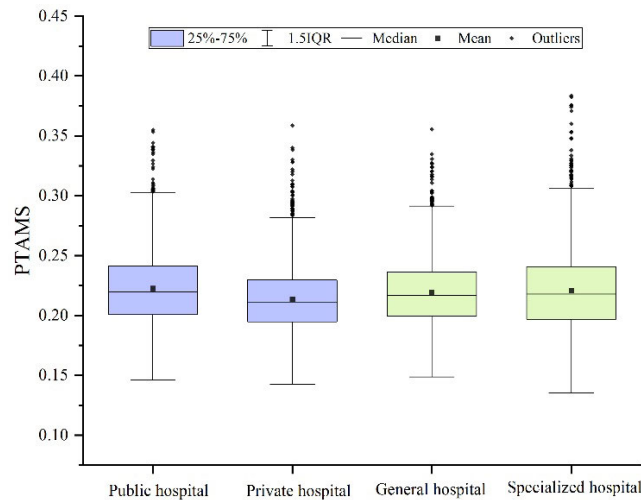 0.45
25%-75% 1.5IQR Median Mean Outliers
0.40
0.35
0.30
0.25
PTAMS
0.20
0.15
0.10
Public hospital Private hospital General hospital Specialized hospital